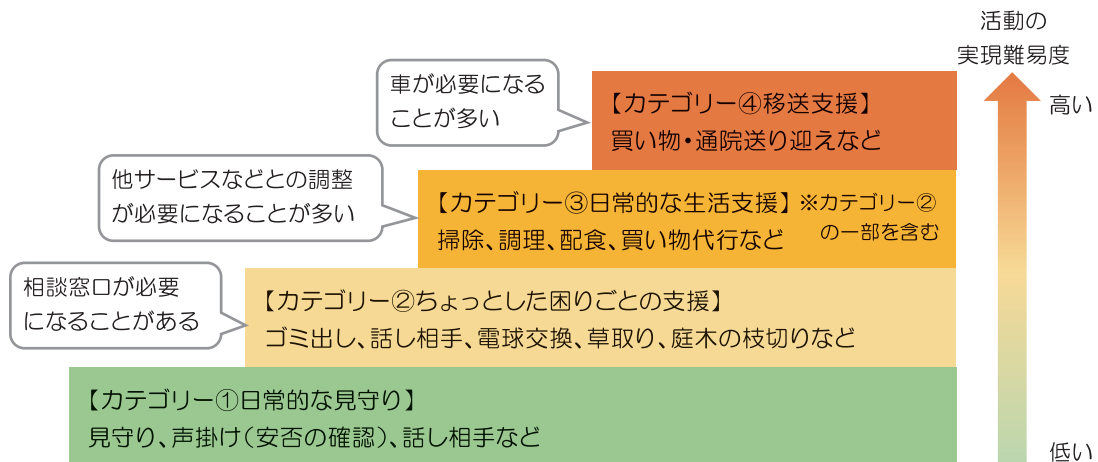 活動の
実現難易度
高い
車が必要になる
ことが多い
【カテゴリー④移送支援】
買い物・通院送り迎えなど
他サービスなどとの調整
が必要になることが多い
【カテゴリー③日常的な生活支援】※カテゴリー②
の一部を含む
掃除、調理、配食、買い物代行など
相談窓口が必要
になることがある
【カテゴリー②ちょっとした困りごとの支援】
ゴミ出し、話し相手、電球交換、草取り、庭木の枝切りなど
【カテゴリー①日常的な見守り】
見守り、声掛け(安否の確認)、話し相手など
低い